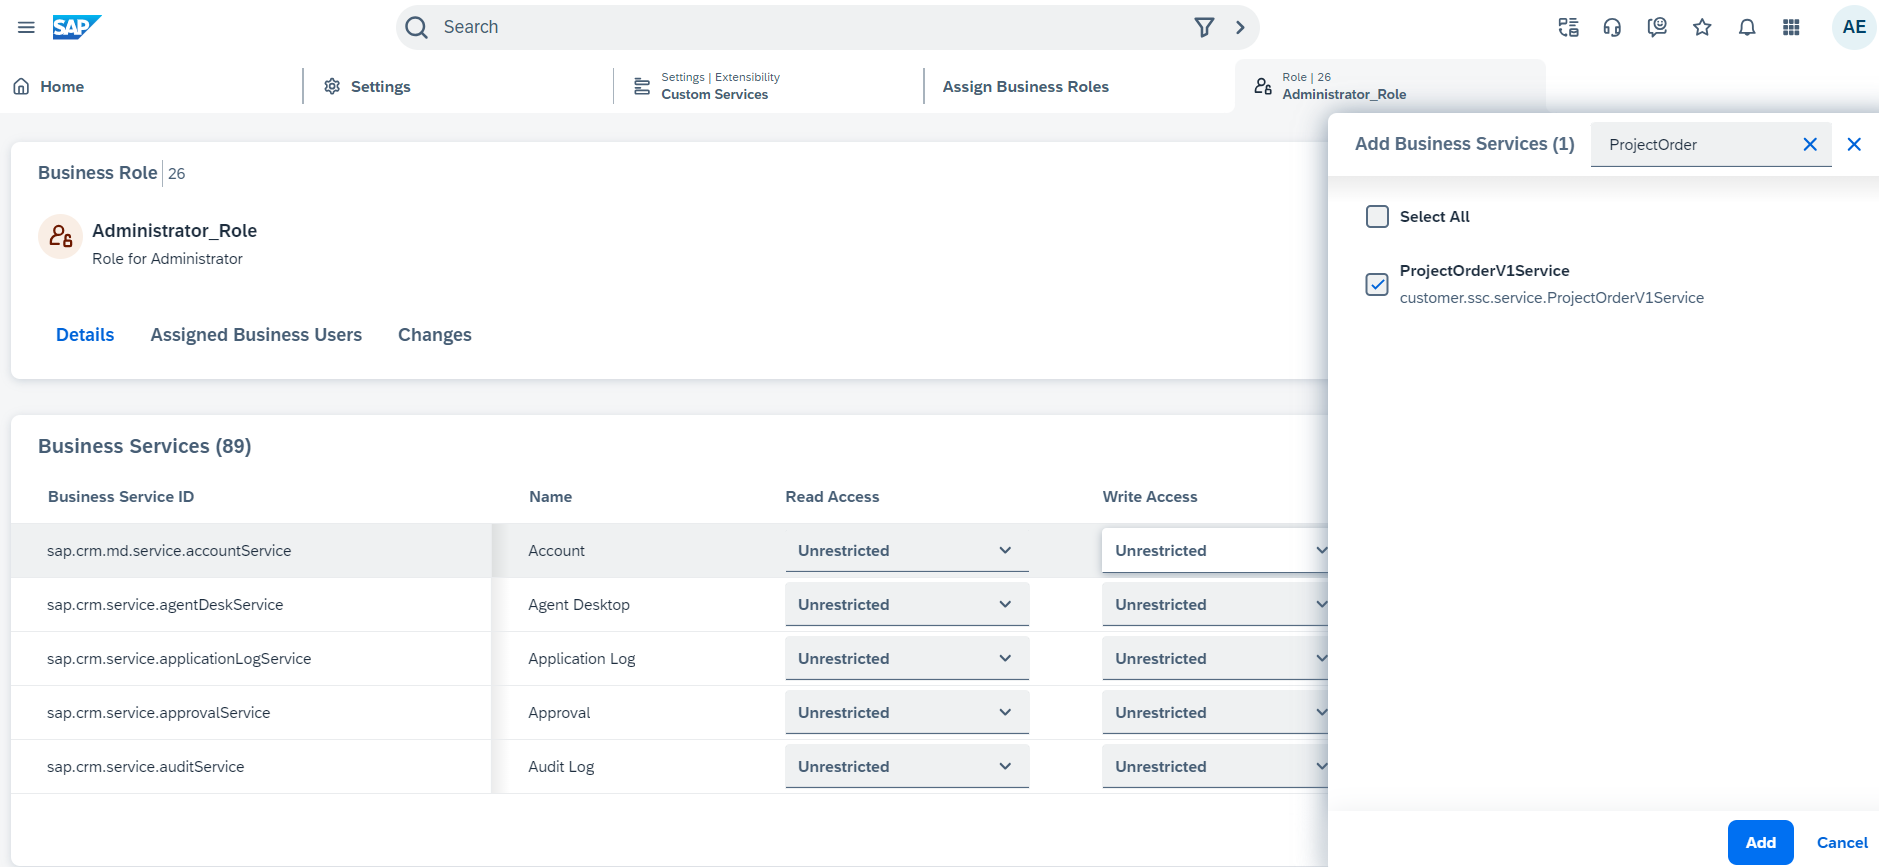 SAP
Search
AE
Home
Settings
Settings | Extensibility
Custom Services
Assign Business Roles
Role | 26
Administrator_Role
Business Role 26
Administrator_Role
Role for Administrator
Details Assigned Business Users Changes
Business Services (89)
Business Service ID Name Read Access Write Access
sap.crm.md.service.accountService Account Unrestricted Unrestricted
sap.crm.service.agentDeskService Agent Desktop Unrestricted Unrestricted
sap.crm.service.applicationLogService Application Log Unrestricted Unrestricted
sap.crm.service.approvalService Approval Unrestricted Unrestricted
sap.crm.service.auditService Audit Log Unrestricted Unrestricted
Add Business Services (1) ProjectOrder
Select All
ProjectOrderV1Service
customer.ssc.service.ProjectOrderV1Service
Add Cancel